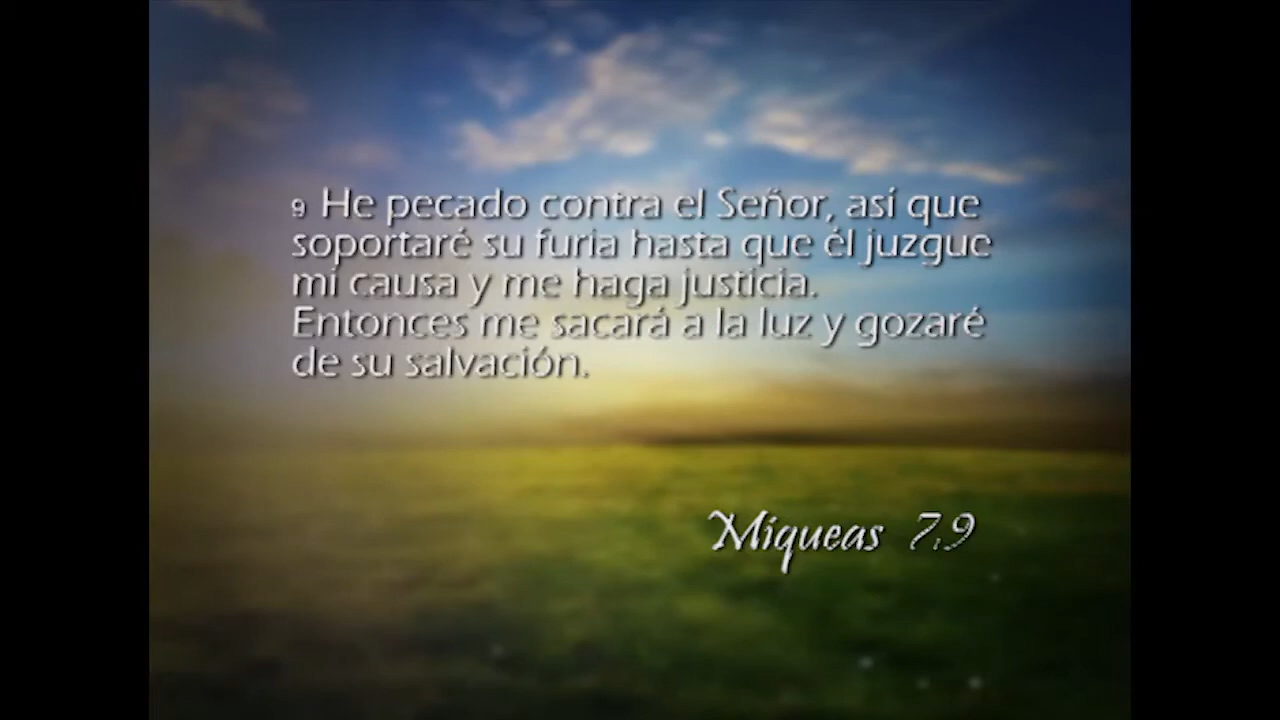 9 He pecado contra el Señor, así que
soportaré su furia hasta que él juzgue
mi causa y me haga justicia.
Entonces me sacará a la luz y gozaré
de su salvación.
Miqueas 7:9